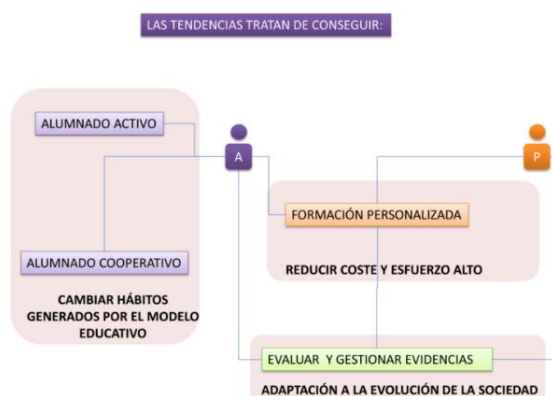 LAS TENDENCIAS TRATAN DE CONSEGUIR:
ALUMNADO ACTIVO
A
P
FORMACIÓN PERSONALIZADA
ALUMNADO COOPERATIVO
REDUCIR COSTE Y ESFUERZO ALTO
CAMBIAR HÁBITOS
GENERADOS POR EL MODELO
EDUCATIVO
EVALUAR Y GESTIONAR EVIDENCIAS
ADAPTACIÓN A LA EVOLUCIÓN DE LA SOCIEDAD